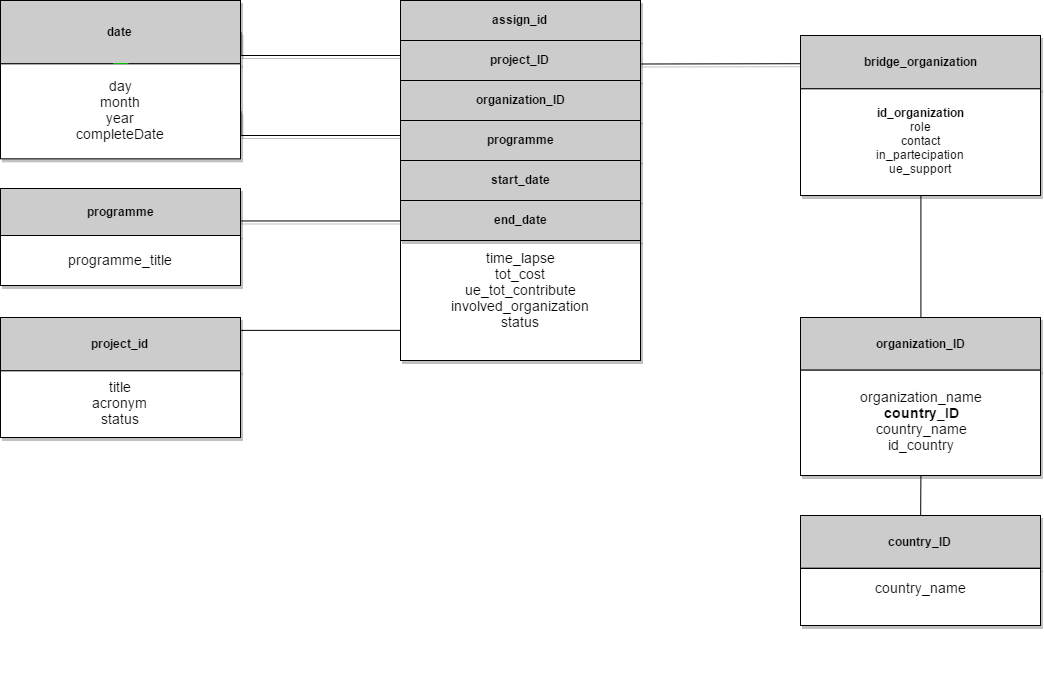 date
day
month
year
completeDate
programme
programme_title
project_id
title
acronym
status
assign_id
project_ID
organization_ID
programme
start_date
end_date
time_lapse
tot_cost
ue_tot_contribute
involved_organization
status
bridge_organization
id_organization
role
contact
in_partecipation
ue_support
organization_ID
organization_name
country_ID
country_name
id_country
country_ID
country_name